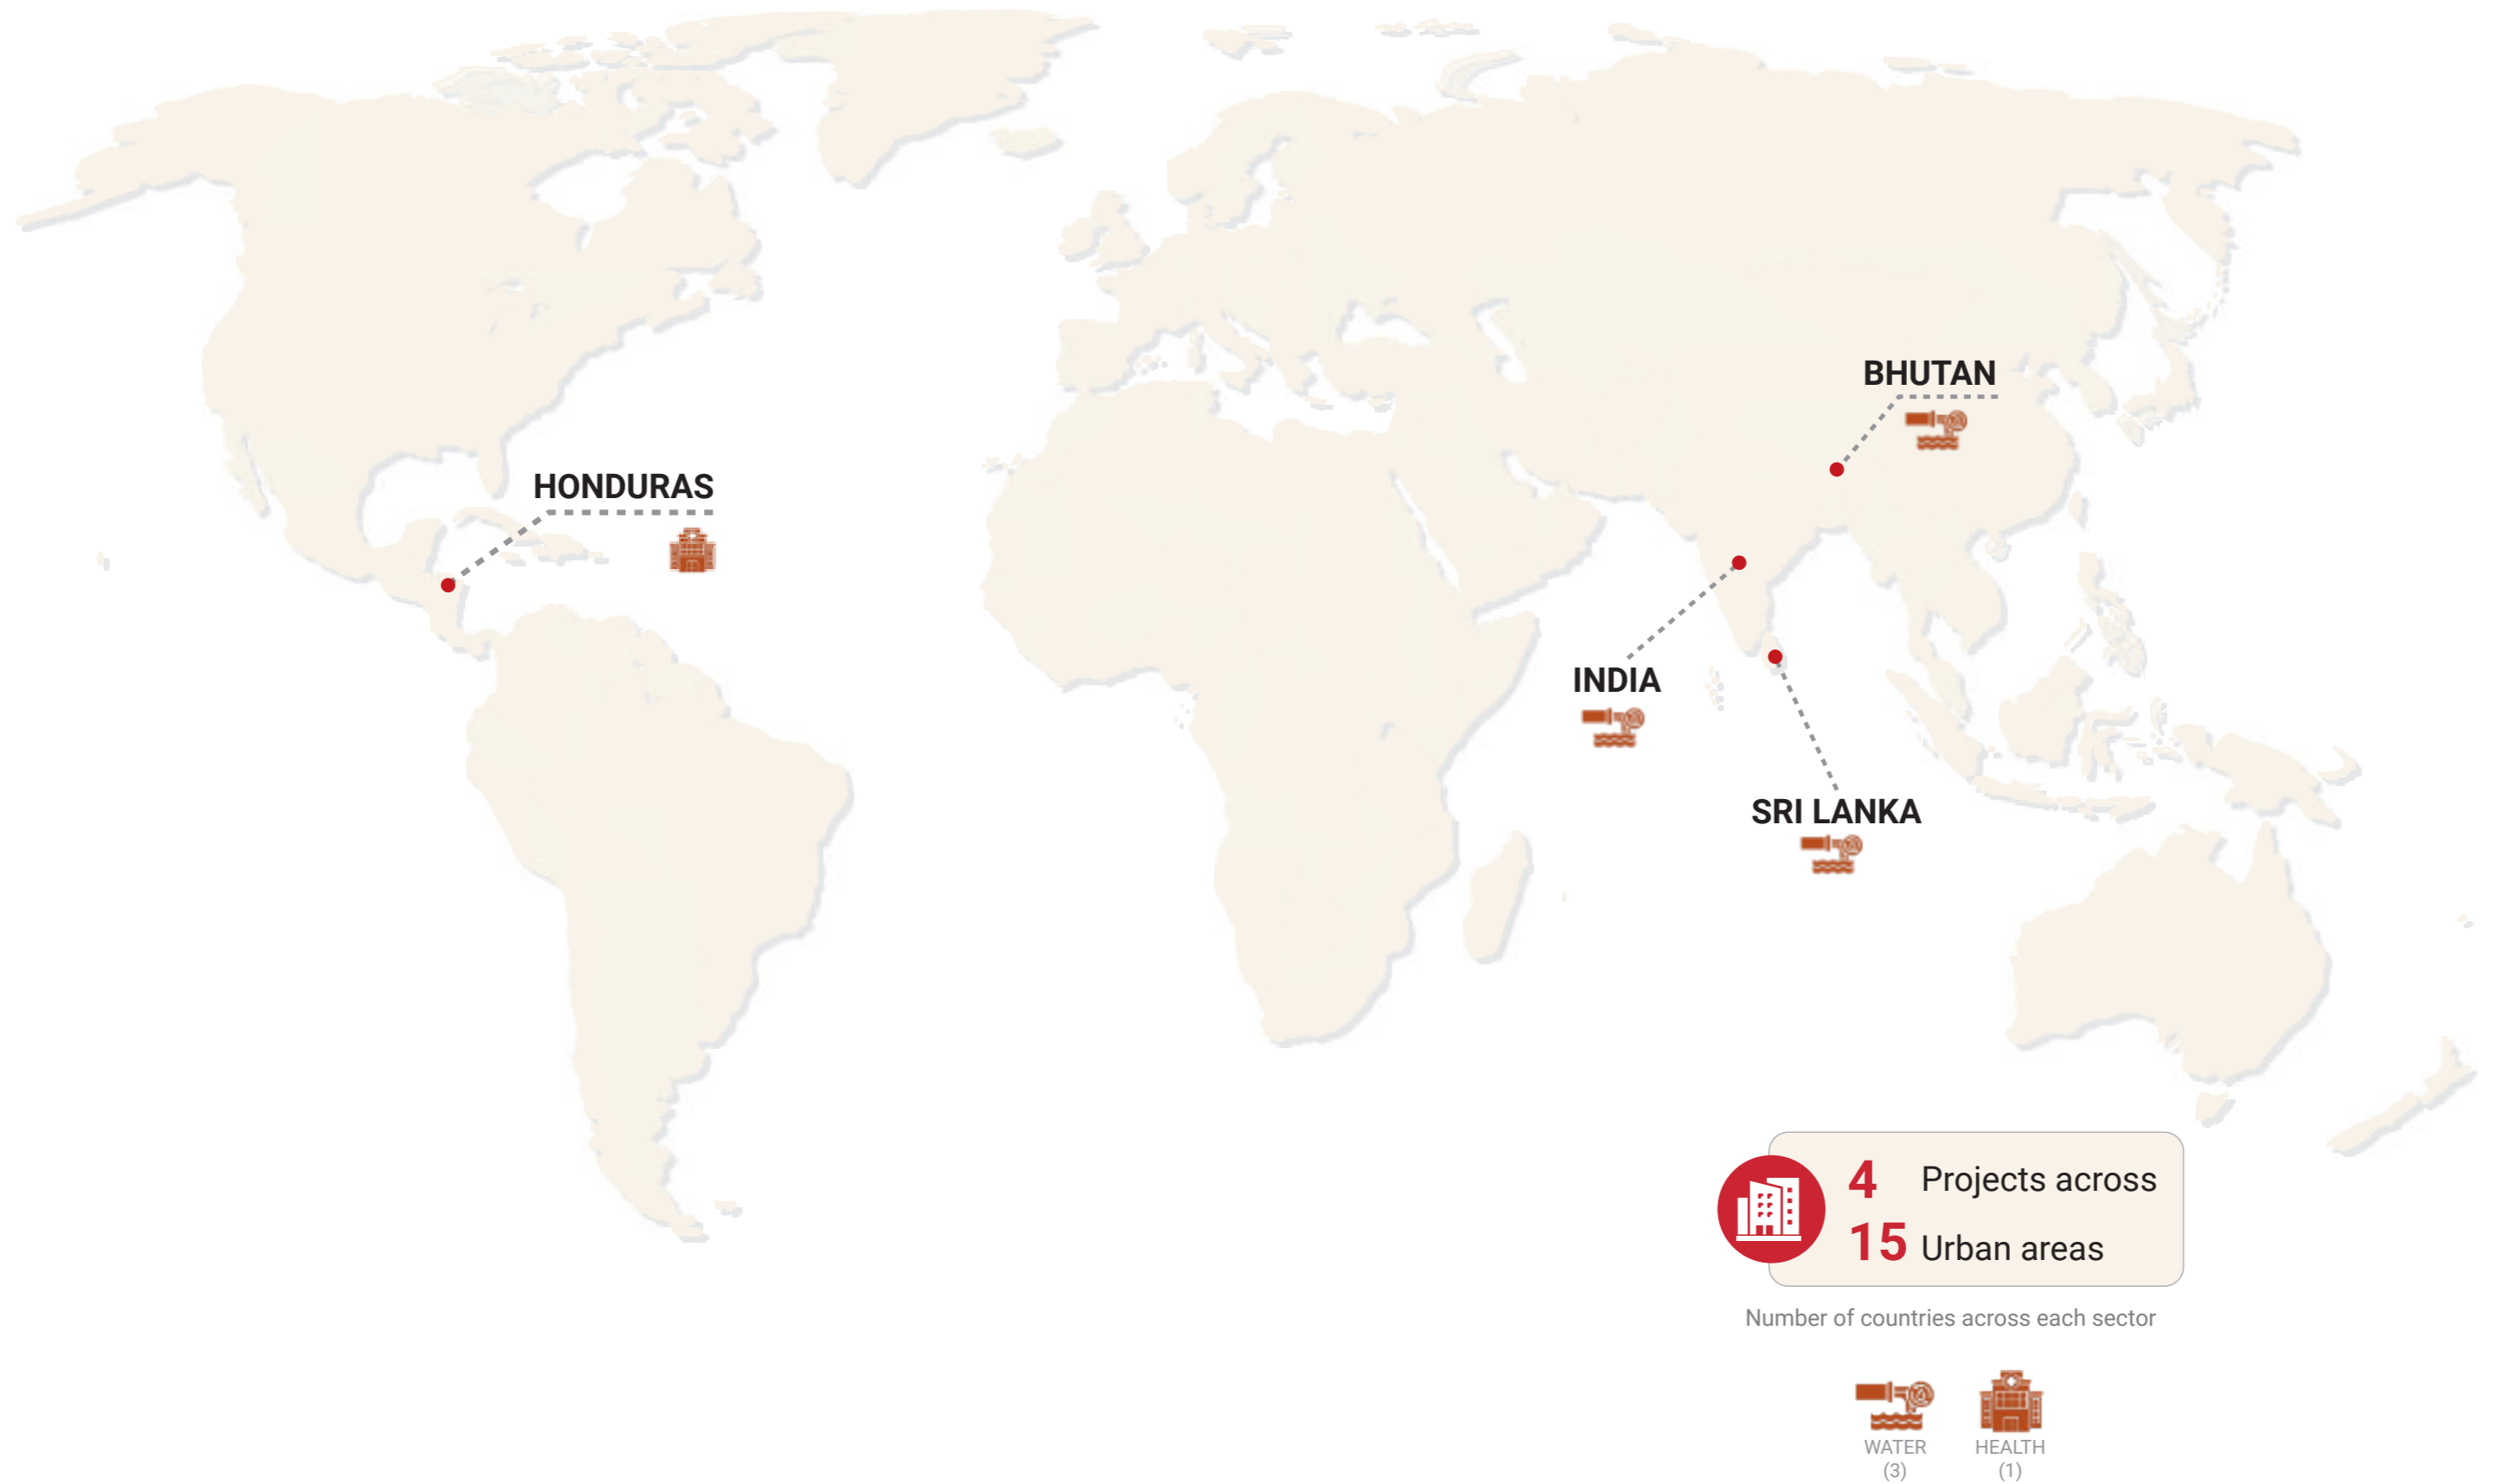 BHUTAN
HONDURAS
INDIA
SRI LANKA
4 Projects across
15 Urban areas
Number of countries across each sector
WATER
(3)
HEALTH
(1)